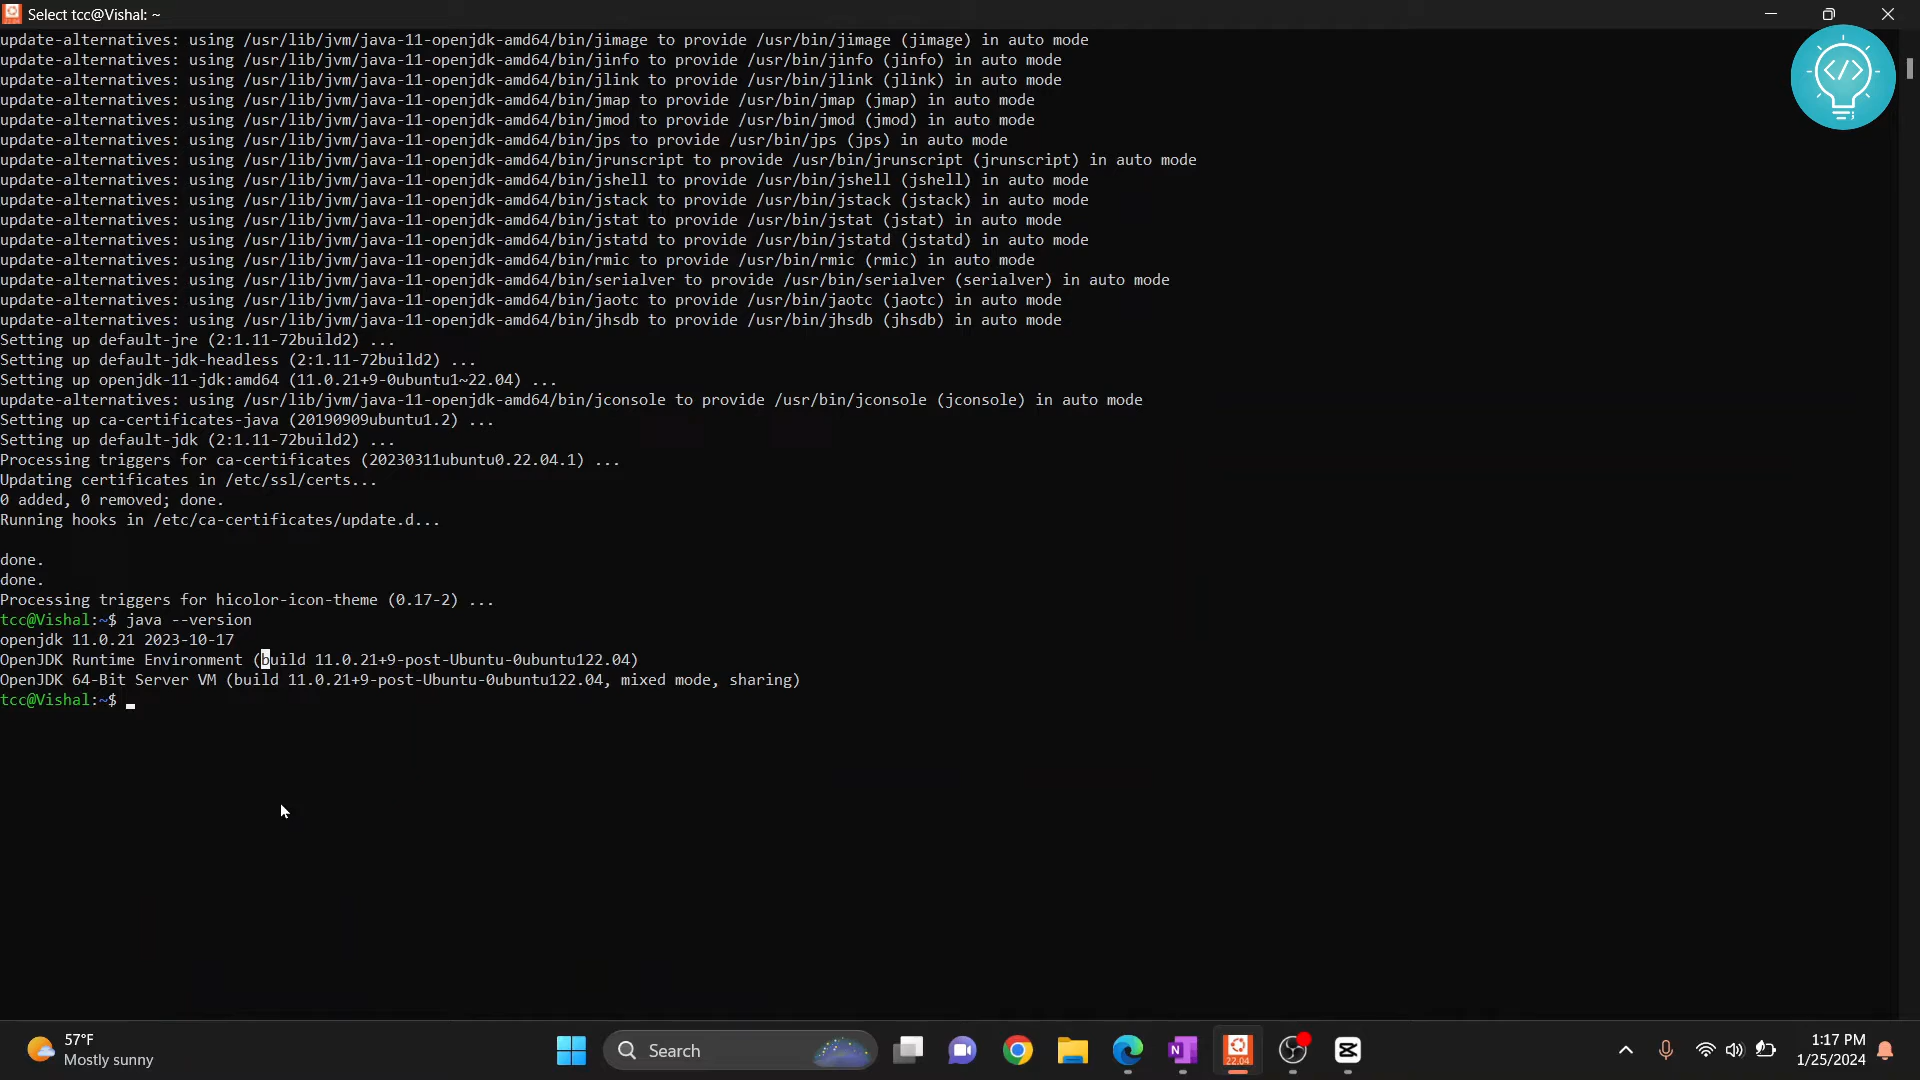 Select tcc@Vishal: ~
update-alternatives: using /usr/lib/jvm/java-11-openjdk-amd64/bin/jimage to provide /usr/bin/jimage (jimage) in auto mode
update-alternatives: using /usr/lib/jvm/java-11-openjdk-amd64/bin/jinfo to provide /usr/bin/jinfo (jinfo) in auto mode
update-alternatives: using /usr/lib/jvm/java-11-openjdk-amd64/bin/jlink to provide /usr/bin/jlink (jlink) in auto mode
update-alternatives: using /usr/lib/jvm/java-11-openjdk-amd64/bin/jmap to provide /usr/bin/jmap (jmap) in auto mode
update-alternatives: using /usr/lib/jvm/java-11-openjdk-amd64/bin/jmod to provide /usr/bin/jmod (jmod) in auto mode
update-alternatives: using /usr/lib/jvm/java-11-openjdk-amd64/bin/jps to provide /usr/bin/jps (jps) in auto mode
update-alternatives: using /usr/lib/jvm/java-11-openjdk-amd64/bin/jrunscript to provide /usr/bin/jrunscript (jrunscript) in auto mode
update-alternatives: using /usr/lib/jvm/java-11-openjdk-amd64/bin/jshell to provide /usr/bin/jshell (jshell) in auto mode
update-alternatives: using /usr/lib/jvm/java-11-openjdk-amd64/bin/jstack to provide /usr/bin/jstack (jstack) in auto mode
update-alternatives: using /usr/lib/jvm/java-11-openjdk-amd64/bin/jstat to provide /usr/bin/jstat (jstat) in auto mode
update-alternatives: using /usr/lib/jvm/java-11-openjdk-amd64/bin/jstatd to provide /usr/bin/jstatd (jstatd) in auto mode
update-alternatives: using /usr/lib/jvm/java-11-openjdk-amd64/bin/rmic to provide /usr/bin/rmic (rmic) in auto mode
update-alternatives: using /usr/lib/jvm/java-11-openjdk-amd64/bin/serialver to provide /usr/bin/serialver (serialver) in auto mode
update-alternatives: using /usr/lib/jvm/java-11-openjdk-amd64/bin/jaotc to provide /usr/bin/jaotc (jaotc) in auto mode
update-alternatives: using /usr/lib/jvm/java-11-openjdk-amd64/bin/jhsdb to provide /usr/bin/jhsdb (jhsdb) in auto mode
Setting up default-jre (2:1.11-72build2) ...
Setting up default-jdk-headless (2:1.11-72build2) ...
Setting up openjdk-11-jdk:amd64 (11.0.21+9-0ubuntu1~22.04) ...
update-alternatives: using /usr/lib/jvm/java-11-openjdk-amd64/bin/jconsole to provide /usr/bin/jconsole (jconsole) in auto mode
Setting up ca-certificates-java (20190909ubuntu1.2) ...
Setting up default-jdk (2:1.11-72build2) ...
Processing triggers for ca-certificates (20230311ubuntu0.22.04.1) ...
Updating certificates in /etc/ssl/certs...
0 added, 0 removed; done.
Running hooks in /etc/ca-certificates/update.d...
done.
done.
Processing triggers for hicolor-icon-theme (0.17-2) ...
tcc@Vishal:~$ java --version
openjdk 11.0.21 2023-10-17
OpenJDK Runtime Environment (build 11.0.21+9-post-Ubuntu-0ubuntu122.04)
OpenJDK 64-Bit Server VM (build 11.0.21+9-post-Ubuntu-0ubuntu122.04, mixed mode, sharing)
tcc@Vishal:~$
57°F
Mostly sunny
Search
N
22.04
1:17 PM
1/25/2024